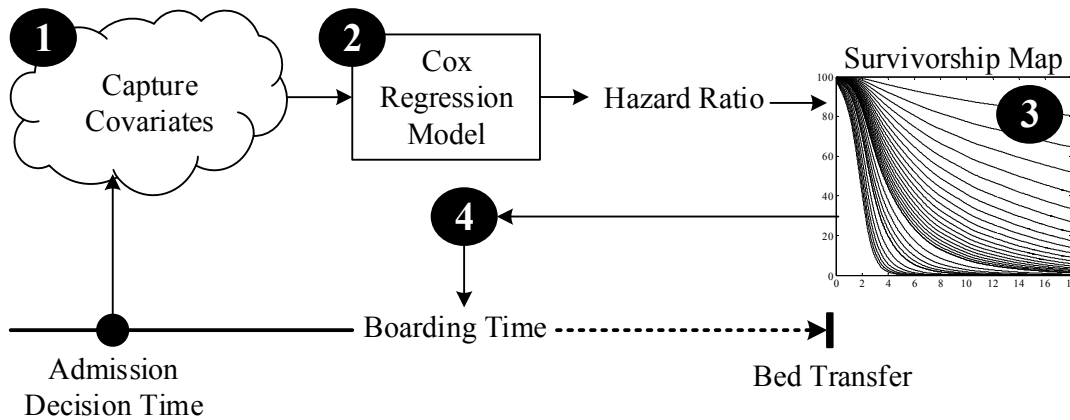 1
Capture
Covariates
2
Cox
Regression
Model
Hazard Ratio
Survivorship Map
3
100
80
60
40
20
0
0 2 4 6 8 10 12 14 16 18
4
Boarding Time
Admission
Decision Time
Bed Transfer